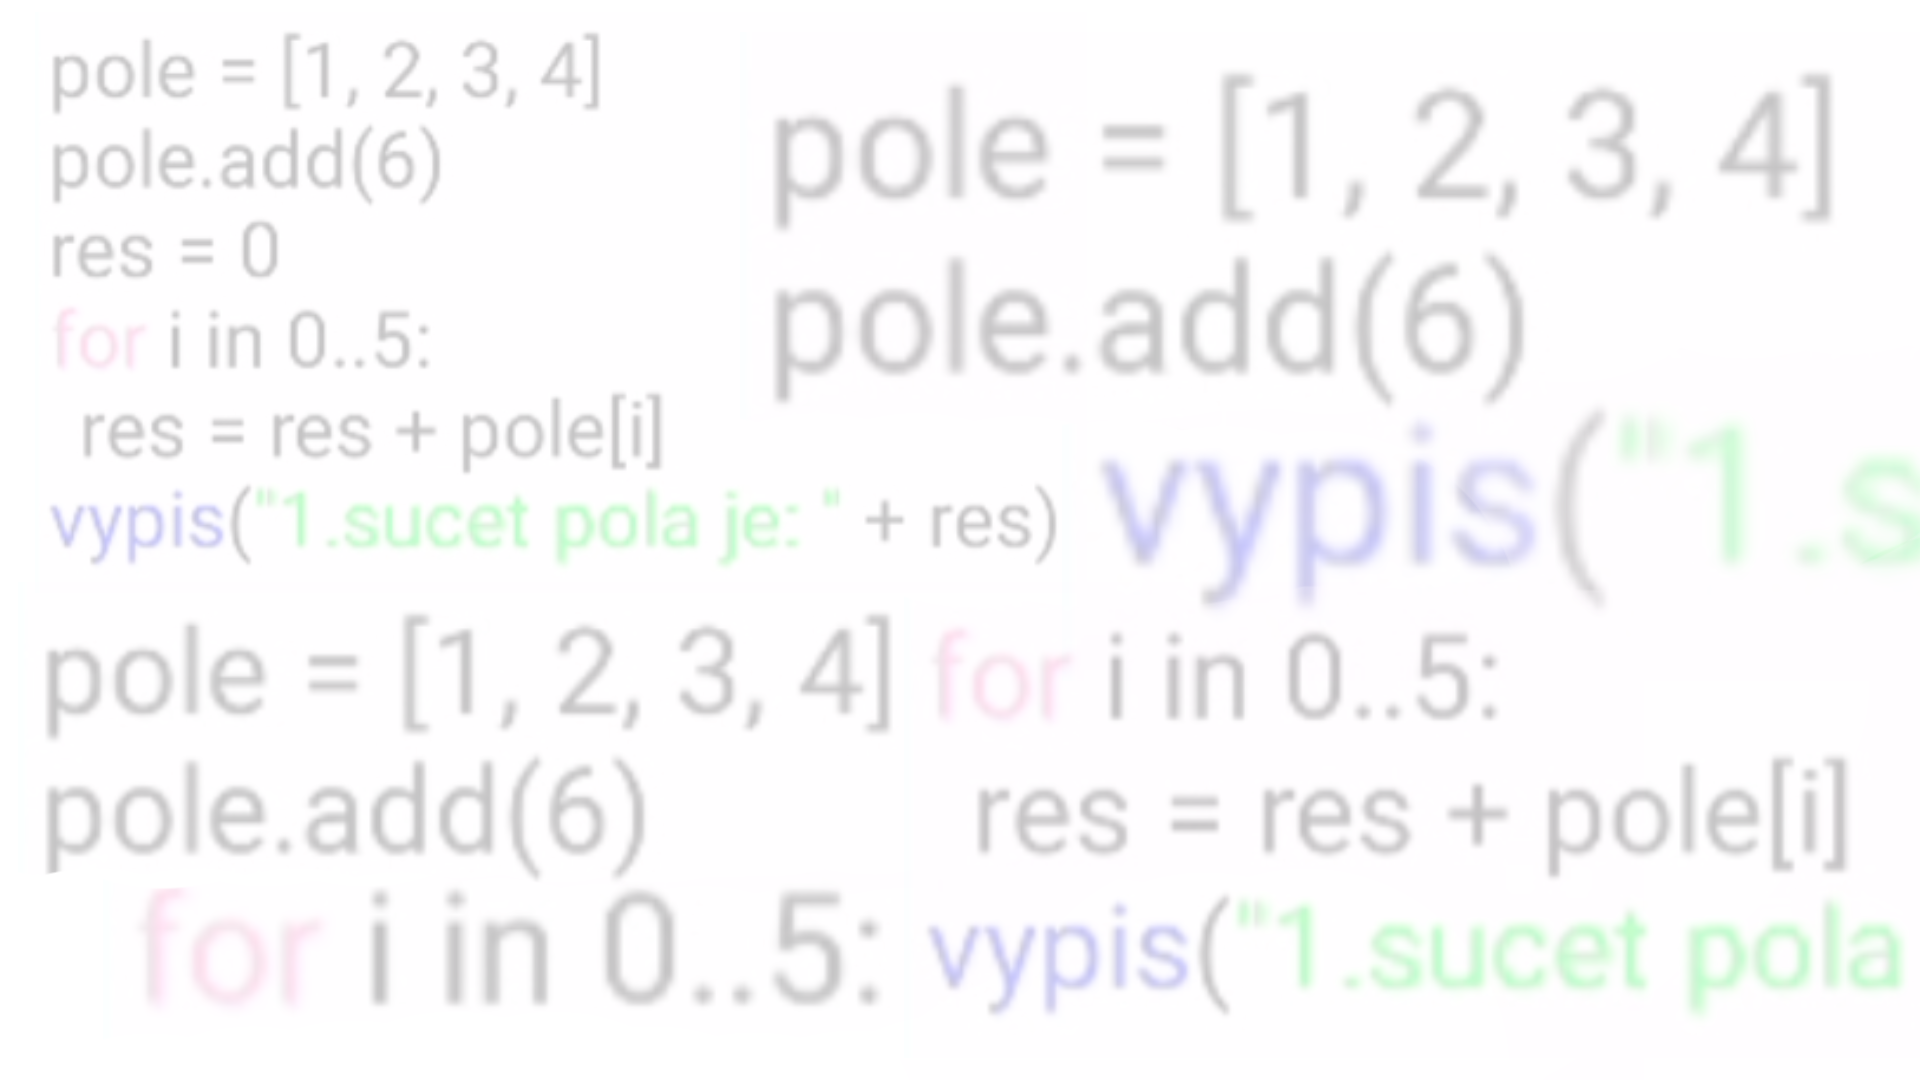 pole = [1, 2, 3, 4]
pole.add(6)
res = 0
for i in 0..5:
res = res + pole[i]
vypis("1.sucet pola je: " + res)
pole = [1, 2, 3, 4]
pole.add(6)
vypis("1.s
pole = [1, 2, 3, 4]
pole.add(6)
for i in 0..5:
for i in 0..5:
res = res + pole[i]
vypis("1.sucet pola